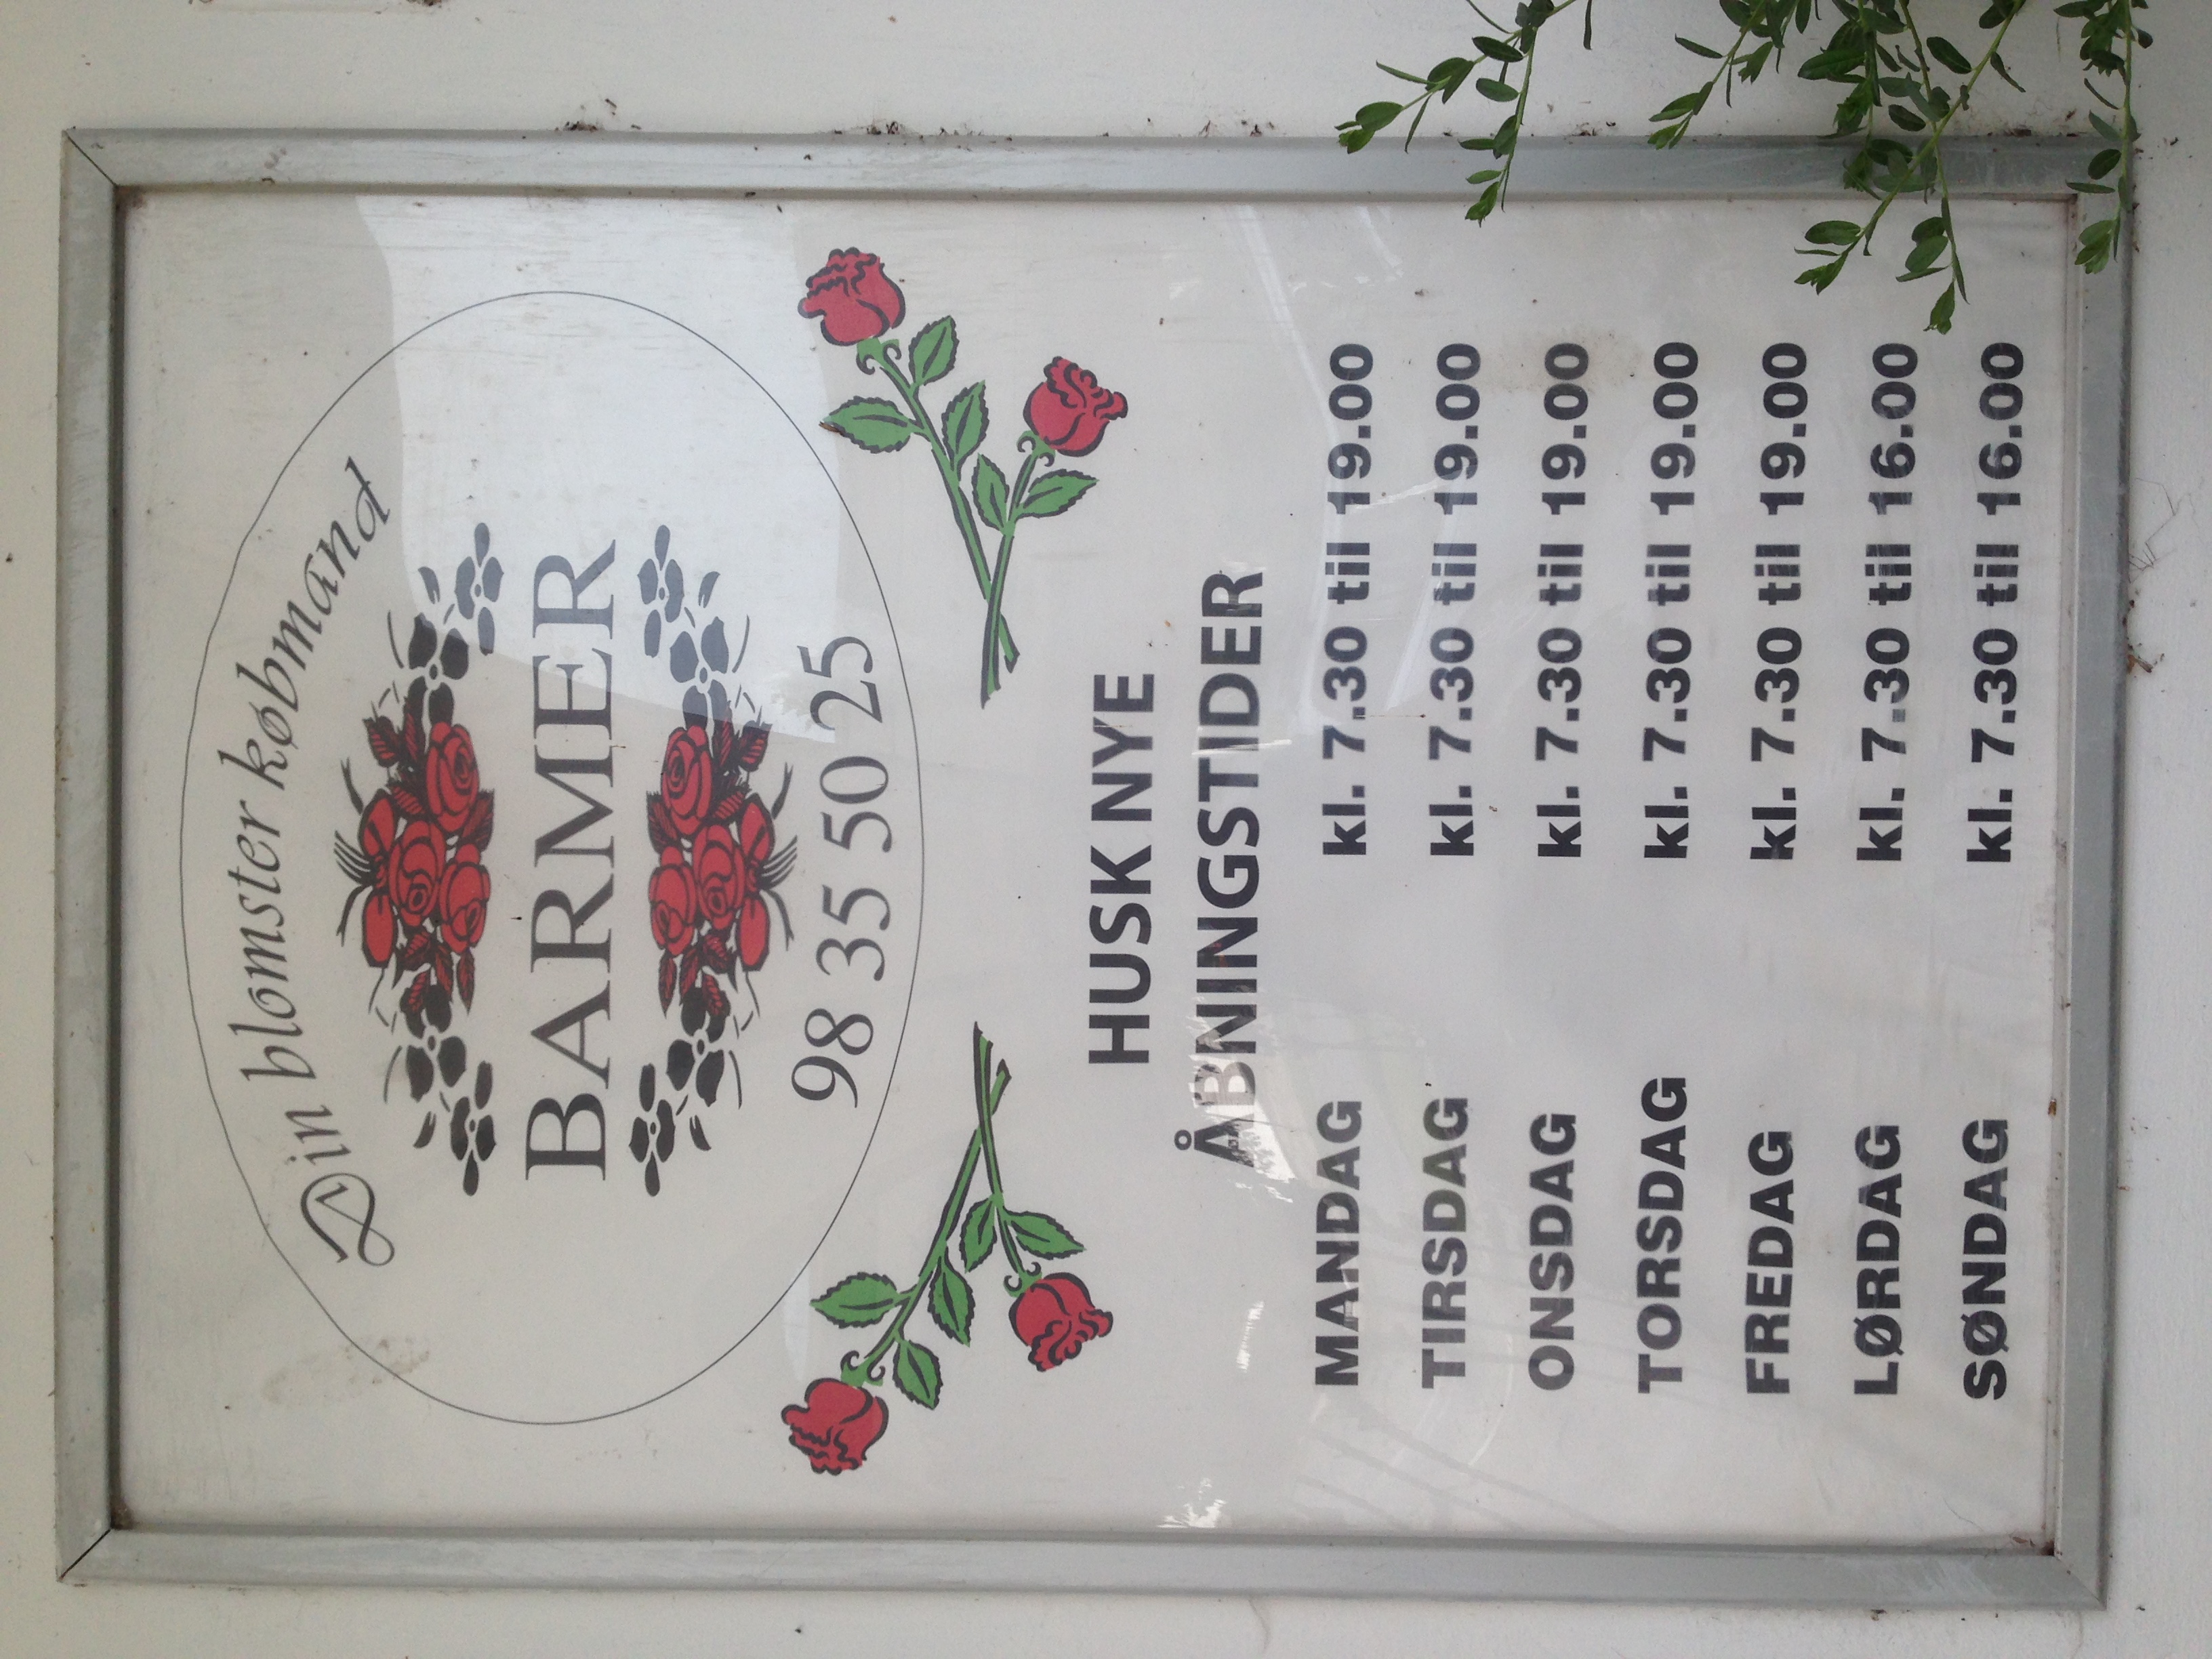 Din blomster købmand
BARMER
98 35 50 25
HUSK NYE
ÅBNINGSTIDER
MANDAG kl. 7.30 til 19.00
TIRSDAG kl. 7.30 til 19.00
ONSDAG kl. 7.30 til 19.00
TORSDAG kl. 7.30 til 19.00
FREDAG kl. 7.30 til 19.00
LØRDAG kl. 7.30 til 16.00
SØNDAG kl. 7.30 til 16.00